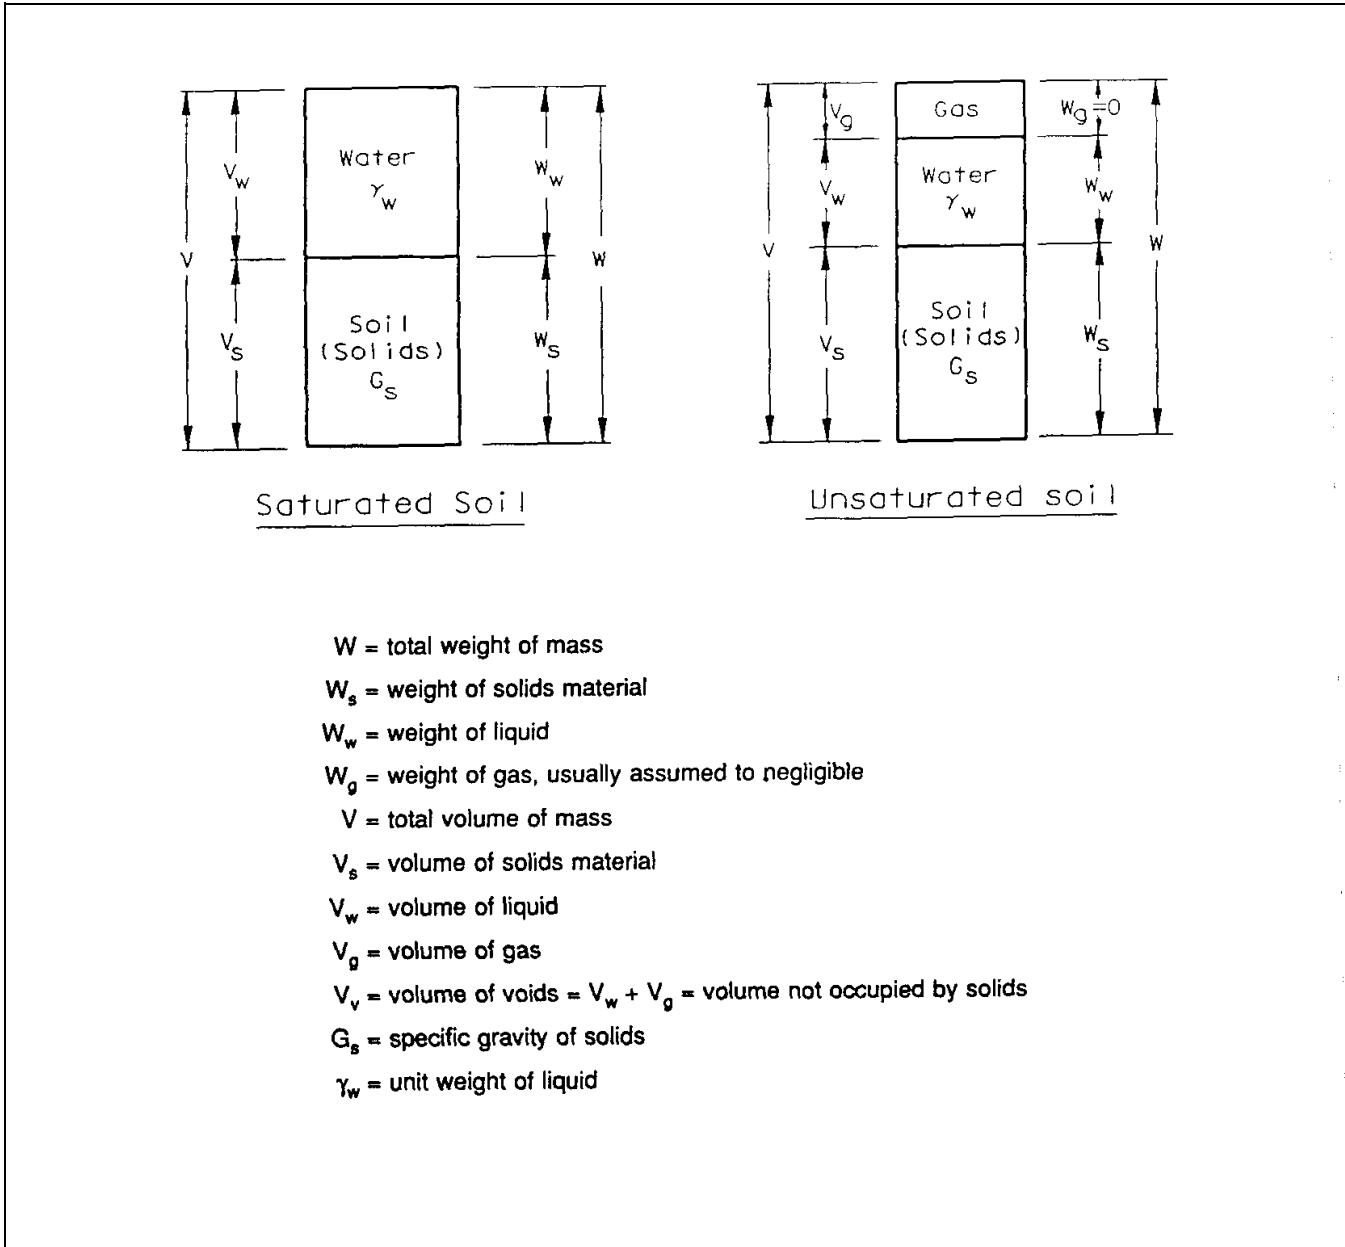 V
V_w
V_s
Water
γ_w
Soil
(Solids)
G_s
W_w
W_s
W
Saturated Soil
V
V_g
V_w
V_s
Gas
Water
γ_w
Soil
(Solids)
G_s
W_g=0
W_w
W_s
W
Unsaturated soil
W = total weight of mass
W_s = weight of solids material
W_w = weight of liquid
W_g = weight of gas, usually assumed to negligible
V = total volume of mass
V_s = volume of solids material
V_w = volume of liquid
V_g = volume of gas
V_v = volume of voids = V_w + V_g = volume not occupied by solids
G_s = specific gravity of solids
γ_w = unit weight of liquid